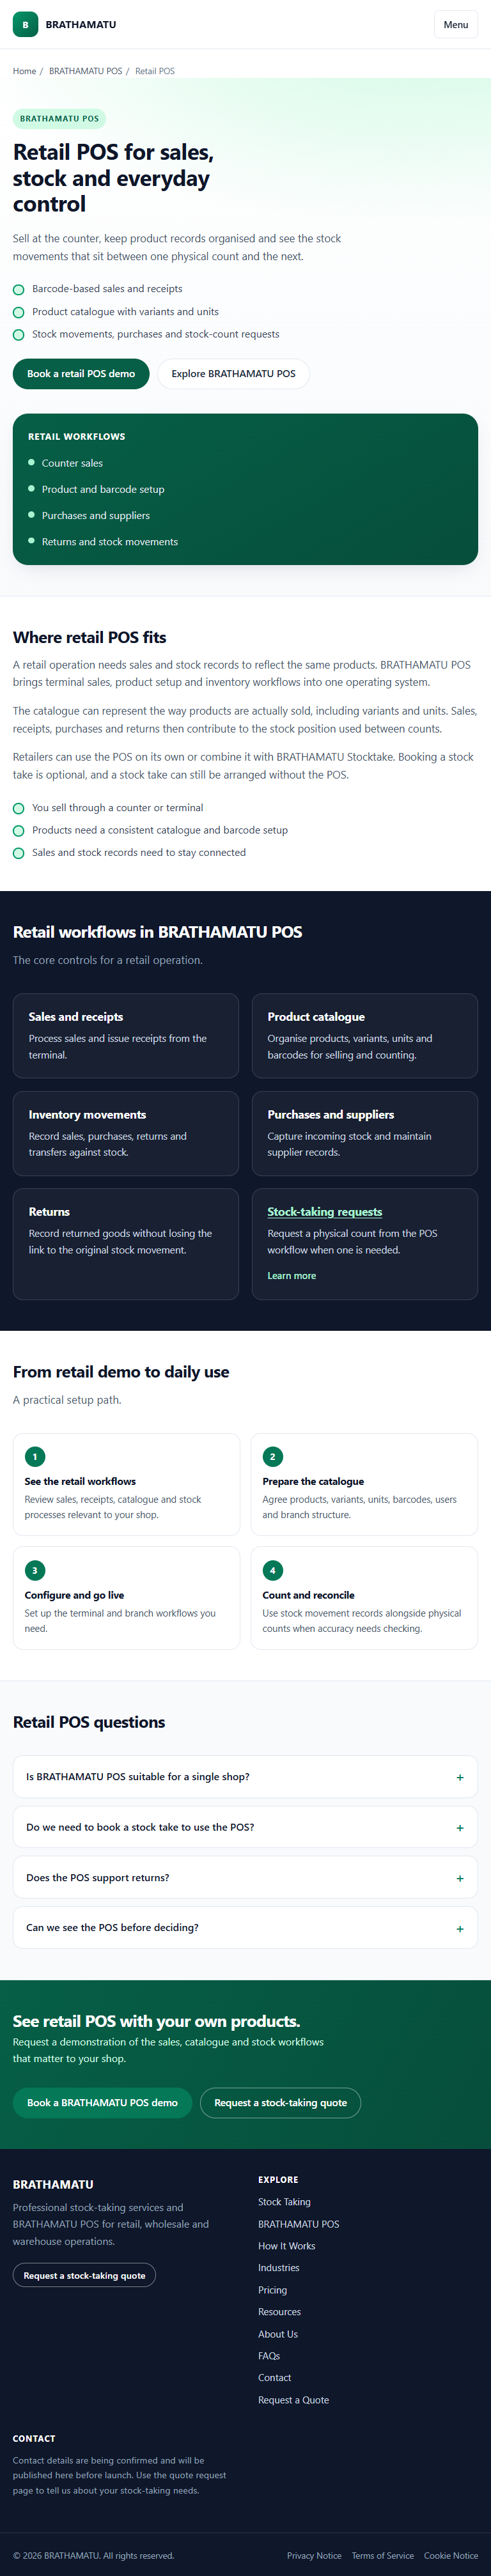 B BRATHAMATU Menu
Home / BRATHAMATU POS / Retail POS
BRATHAMATU POS
Retail POS for sales,
stock and everyday
control
Sell at the counter, keep product records organised and see the stock
movements that sit between one physical count and the next.
Barcode-based sales and receipts
Product catalogue with variants and units
Stock movements, purchases and stock-count requests
Book a retail POS demo Explore BRATHAMATU POS
RETAIL WORKFLOWS
Counter sales
Product and barcode setup
Purchases and suppliers
Returns and stock movements
Where retail POS fits
A retail operation needs sales and stock records to reflect the same products. BRATHAMATU POS
brings terminal sales, product setup and inventory workflows into one operating system.
The catalogue can represent the way products are actually sold, including variants and units. Sales,
receipts, purchases and returns then contribute to the stock position used between counts.
Retailers can use the POS on its own or combine it with BRATHAMATU Stocktake. Booking a stock
take is optional, and a stock take can still be arranged without the POS.
You sell through a counter or terminal
Products need a consistent catalogue and barcode setup
Sales and stock records need to stay connected
Retail workflows in BRATHAMATU POS
The core controls for a retail operation.
Sales and receipts
Process sales and issue receipts from the
terminal.
Product catalogue
Organise products, variants, units and
barcodes for selling and counting.
Inventory movements
Record sales, purchases, returns and
transfers against stock.
Purchases and suppliers
Capture incoming stock and maintain
supplier records.
Returns
Record returned goods without losing the
link to the original stock movement.
Stock-taking requests
Request a physical count from the POS
workflow when one is needed.
Learn more
From retail demo to daily use
A practical setup path.
1
See the retail workflows
Review sales, receipts, catalogue and stock
processes relevant to your shop.
2
Prepare the catalogue
Agree products, variants, units, barcodes, users
and branch structure.
3
Configure and go live
Set up the terminal and branch workflows you
need.
4
Count and reconcile
Use stock movement records alongside physical
counts when accuracy needs checking.
Retail POS questions
Is BRATHAMATU POS suitable for a single shop? +
Do we need to book a stock take to use the POS? +
Does the POS support returns? +
Can we see the POS before deciding? +
See retail POS with your own products.
Request a demonstration of the sales, catalogue and stock workflows
that matter to your shop.
Book a BRATHAMATU POS demo Request a stock-taking quote
BRATHAMATU
Professional stock-taking services and
BRATHAMATU POS for retail, wholesale and
warehouse operations.
Request a stock-taking quote
EXPLORE
Stock Taking
BRATHAMATU POS
How It Works
Industries
Pricing
Resources
About Us
FAQs
Contact
Request a Quote
CONTACT
Contact details are being confirmed and will be
published here before launch. Use the quote request
page to tell us about your stock-taking needs.
© 2026 BRATHAMATU. All rights reserved. Privacy Notice Terms of Service Cookie Notice